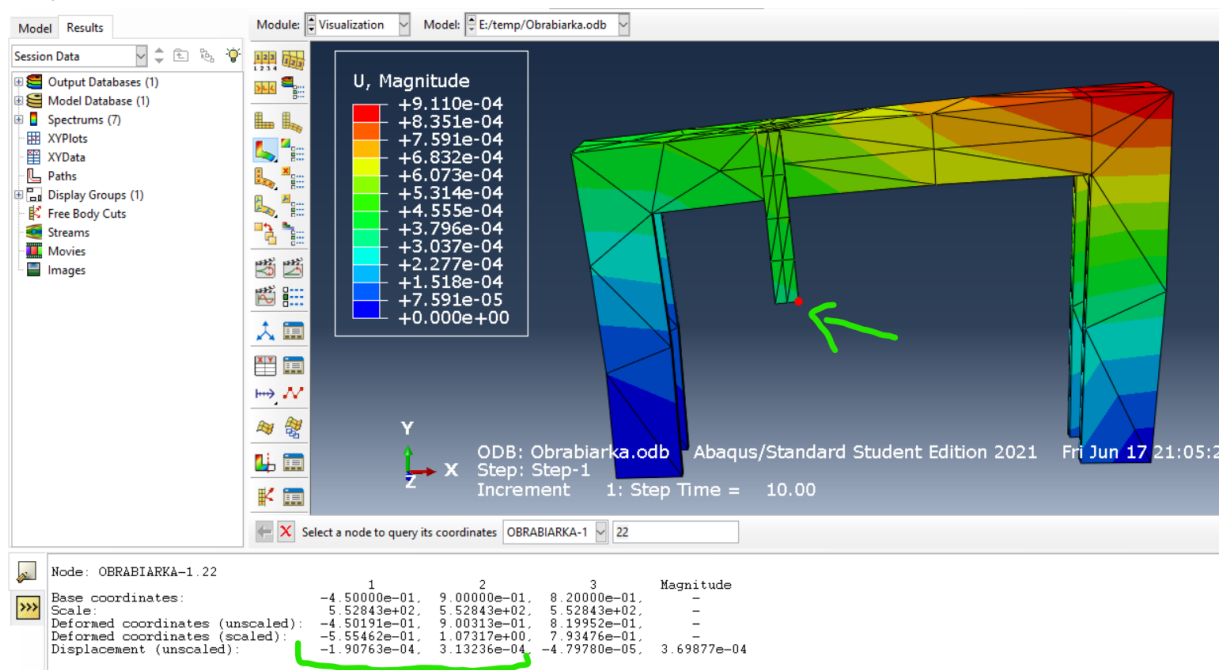 Model Results
Module: Visualization Model: E:/temp/Obrabiarka.odb
Session Data
Output Databases (1)
Model Database (1)
Spectrums (7)
XYPlots
XYData
Paths
Display Groups (1)
Free Body Cuts
Streams
Movies
Images
U, Magnitude
+9.110e-04
+8.351e-04
+7.591e-04
+6.832e-04
+6.073e-04
+5.314e-04
+4.555e-04
+3.796e-04
+3.037e-04
+2.277e-04
+1.518e-04
+7.591e-05
+0.000e+00
Y
X
Z
ODB: Obrabiarka.odb Abaqus/Standard Student Edition 2021 Fri Jun 17 21:05:2
Step: Step-1
Increment 1: Step Time = 10.00
Select a node to query its coordinates OBRABIARKA-1 22
Node: OBRABIARKA-1.22
1 2 3 Magnitude
Base coordinates: -4.50000e-01, 9.00000e-01, 8.20000e-01, -
Scale: 5.52843e+02, 5.52843e+02, 5.52843e+02, -
Deformed coordinates (unscaled): -4.50191e-01, 9.00313e-01, 8.19952e-01, -
Deformed coordinates (scaled): -5.55462e-01, 1.07317e+00, 7.93476e-01, -
Displacement (unscaled): -1.90763e-04, 3.13236e-04, -4.79780e-05, 3.69877e-04